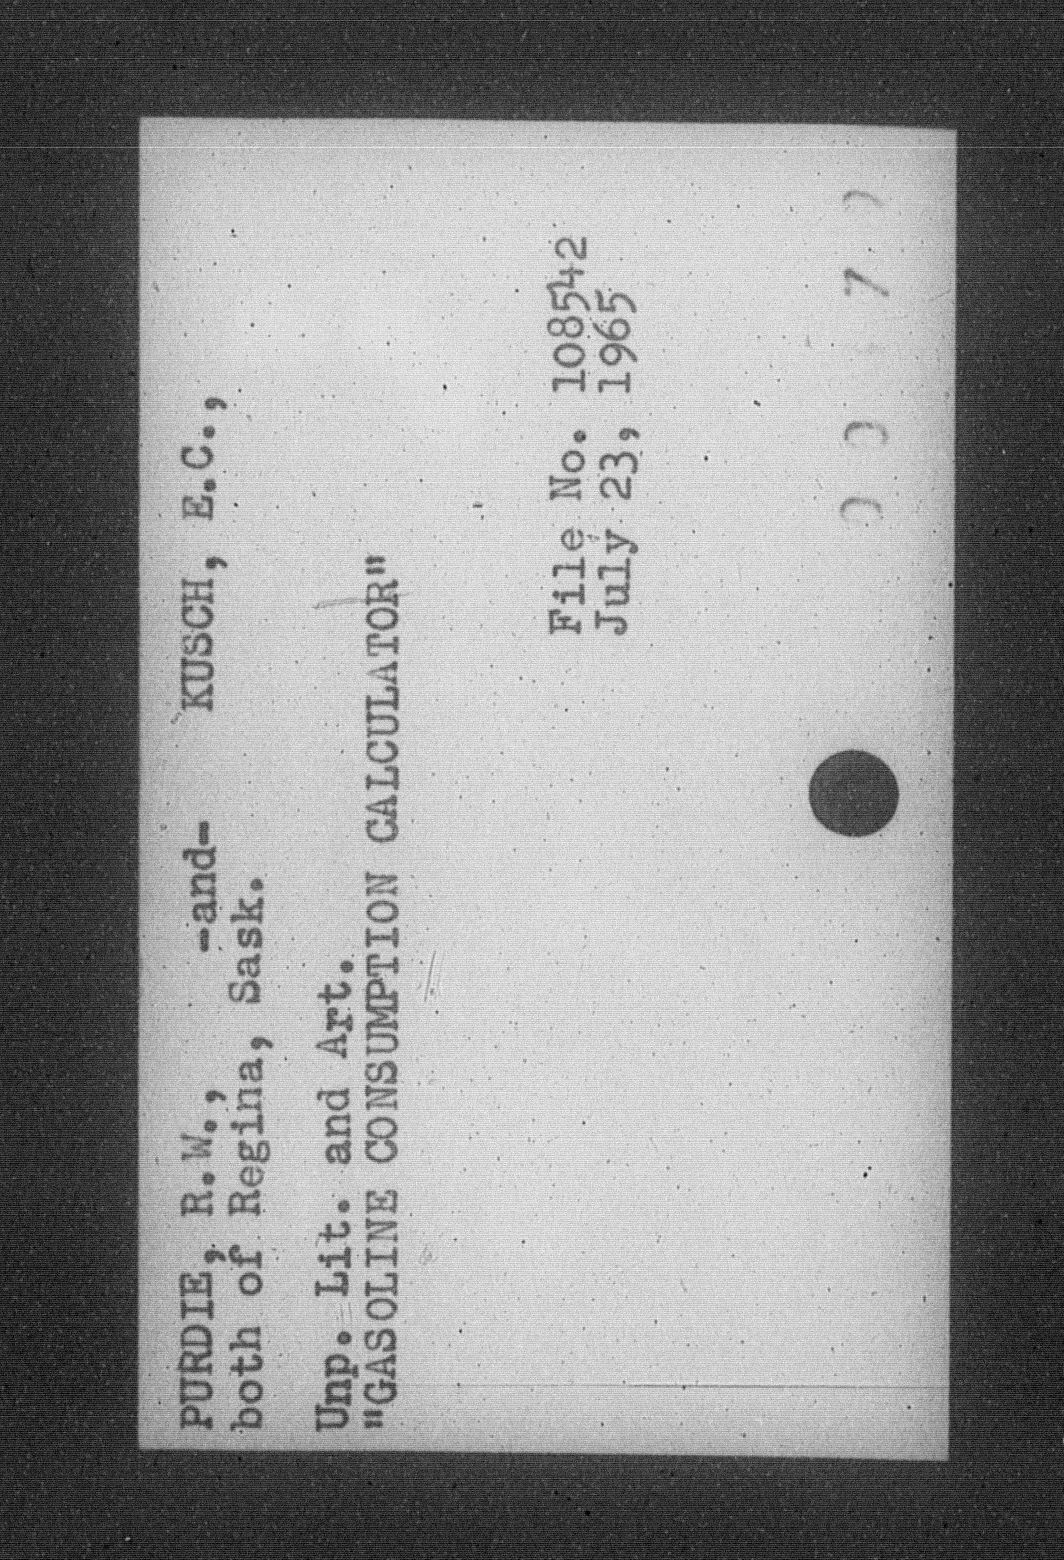 PURDIE, R.W.,      -and-      KUSCH, E.C.,
both of Regina, Sask.
Unp. Lit. and Art.
"GASOLINE CONSUMPTION CALCULATOR"
File No. 108542
July 23, 1965